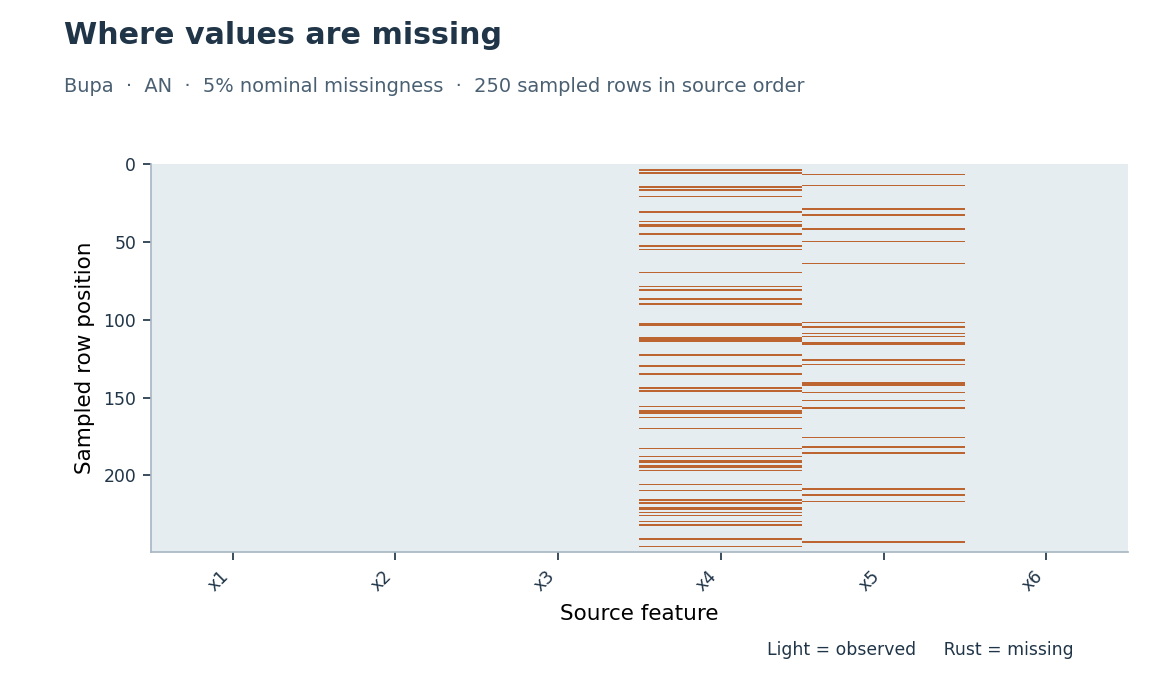 Where values are missing
Bupa · AN · 5% nominal missingness · 250 sampled rows in source order
0
50
100
150
200
Sampled row position
x1 x2 x3 x4 x5 x6
Source feature
Light = observed Rust = missing